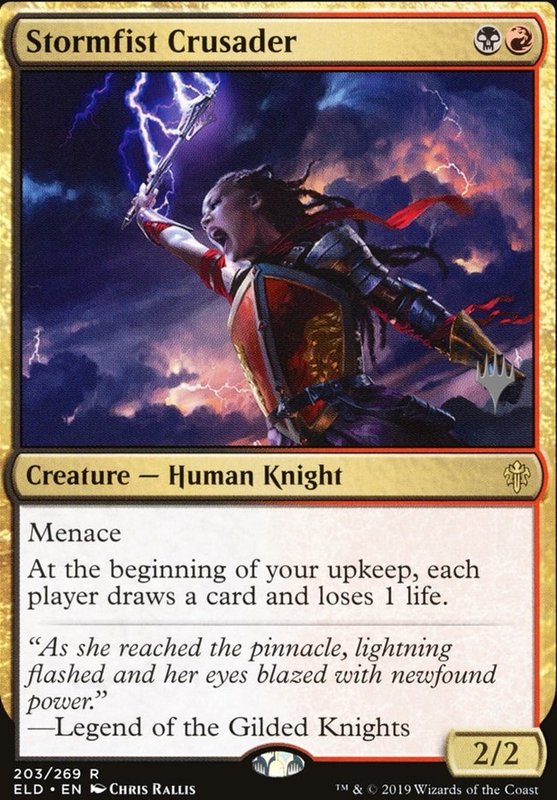 Stormfist Crusader
Creature — Human Knight
Menace
At the beginning of your upkeep, each
player draws a card and loses 1 life.
“As she reached the pinnacle, lightning
flashed and her eyes blazed with newfound
power.”
—Legend of the Gilded Knights
2/2
203/269 R
ELD • EN Chris Rallis
™ & © 2019 Wizards of the Coast